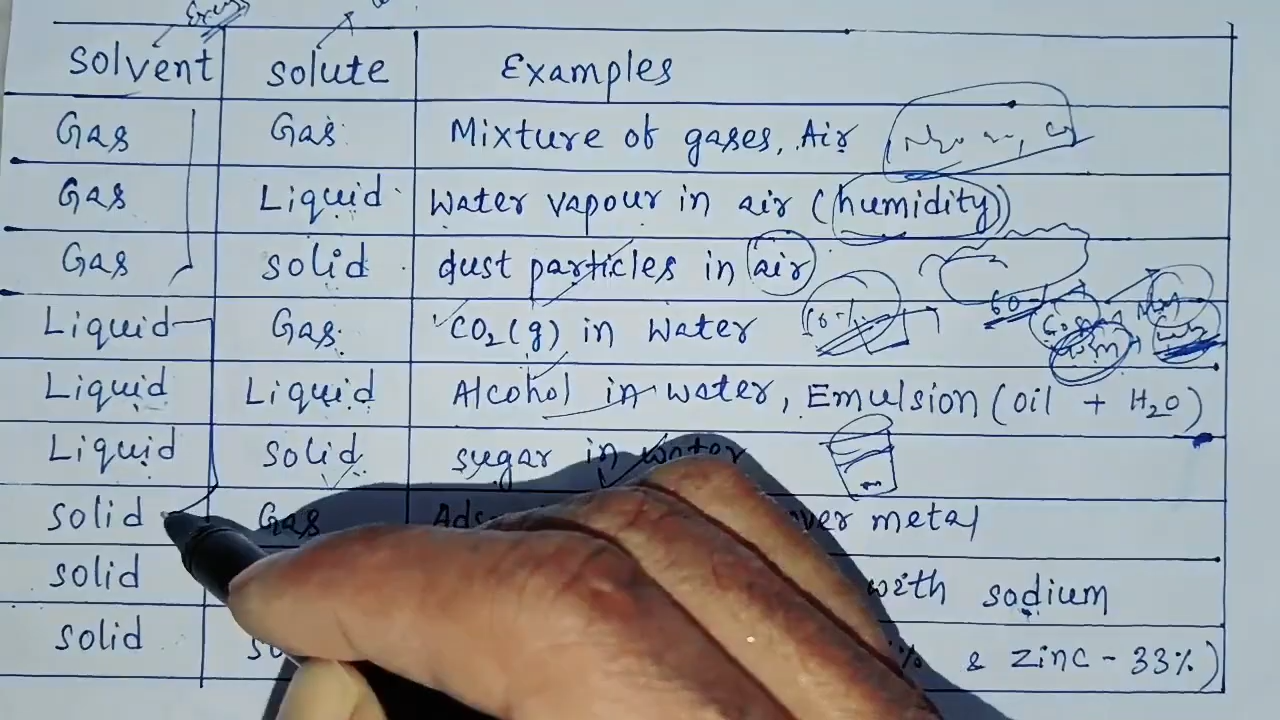 Solvent Solute Examples
Gas Gas Mixture of gases, Air
Gas Liquid Water vapour in air (humidity)
Gas Solid dust particles in air
Liquid Gas CO2(g) in Water
Liquid Liquid Alcohol in water, Emulsion (oil + H2O)
Liquid Solid sugar in water
Solid Gas metal
Solid with sodium
Solid & zinc - 33%)